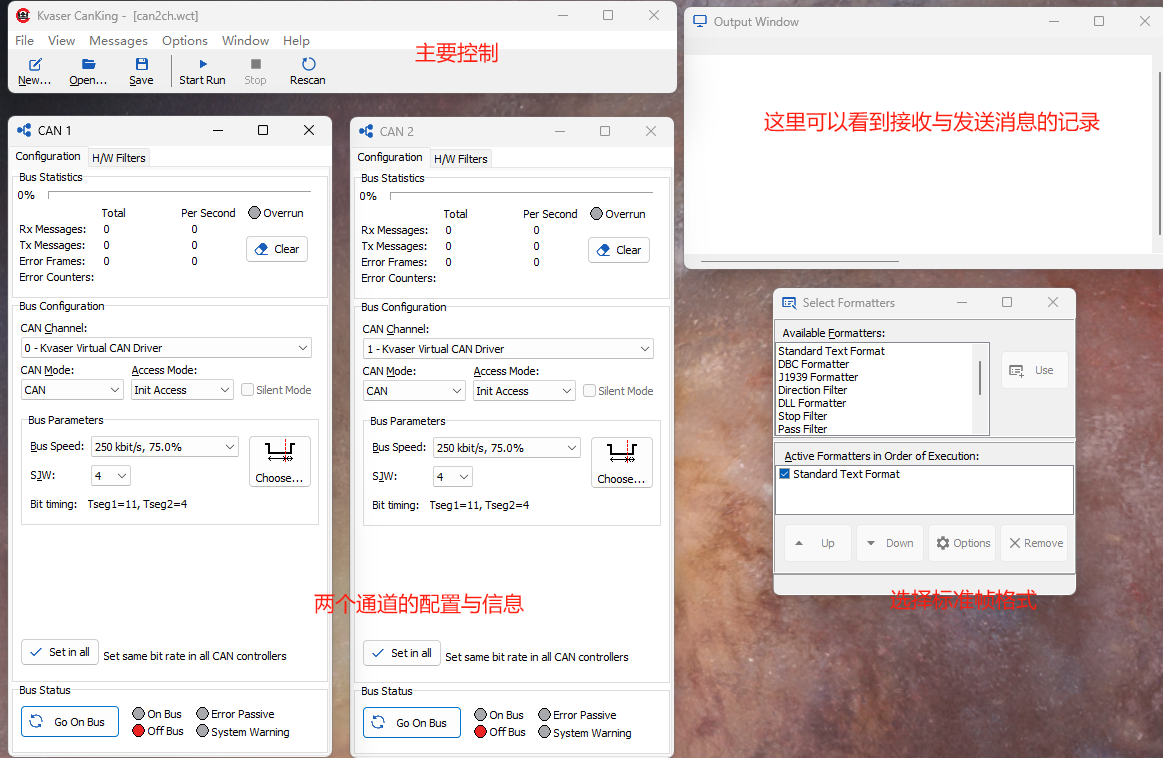 Kvaser CanKing - [can2ch.wct]
File View Messages Options Window Help
New... Open... Save Start Run Stop Rescan
主要控制
Output Window
这里可以看到接收与发送消息的记录
CAN 1
Configuration H/W Filters
Bus Statistics
0%
Total Per Second Overrun
Rx Messages: 0 0
Tx Messages: 0 0
Clear
Error Frames: 0 0
Error Counters:
Bus Configuration
CAN Channel:
0 - Kvaser Virtual CAN Driver
CAN Mode: Access Mode:
CAN Init Access Silent Mode
Bus Parameters
Bus Speed: 250 kbit/s, 75.0%
Choose...
SJW: 4
Bit timing: Tseg1=11, Tseg2=4
Set in all Set same bit rate in all CAN controllers
Bus Status
Go On Bus
On Bus Error Passive
Off Bus System Warning
CAN 2
Configuration H/W Filters
Bus Statistics
0%
Total Per Second Overrun
Rx Messages: 0 0
Tx Messages: 0 0
Clear
Error Frames: 0 0
Error Counters:
Bus Configuration
CAN Channel:
1 - Kvaser Virtual CAN Driver
CAN Mode: Access Mode:
CAN Init Access Silent Mode
Bus Parameters
Bus Speed: 250 kbit/s, 75.0%
Choose...
SJW: 4
Bit timing: Tseg1=11, Tseg2=4
Set in all Set same bit rate in all CAN controllers
Bus Status
Go On Bus
On Bus Error Passive
Off Bus System Warning
两个通道的配置与信息
Select Formatters
Available Formatters:
Standard Text Format
DBC Formatter
J1939 Formatter
Direction Filter
DLL Formatter
Stop Filter
Pass Filter
Use
Active Formatters in Order of Execution:
Standard Text Format
Up Down Options Remove
选择标准帧格式